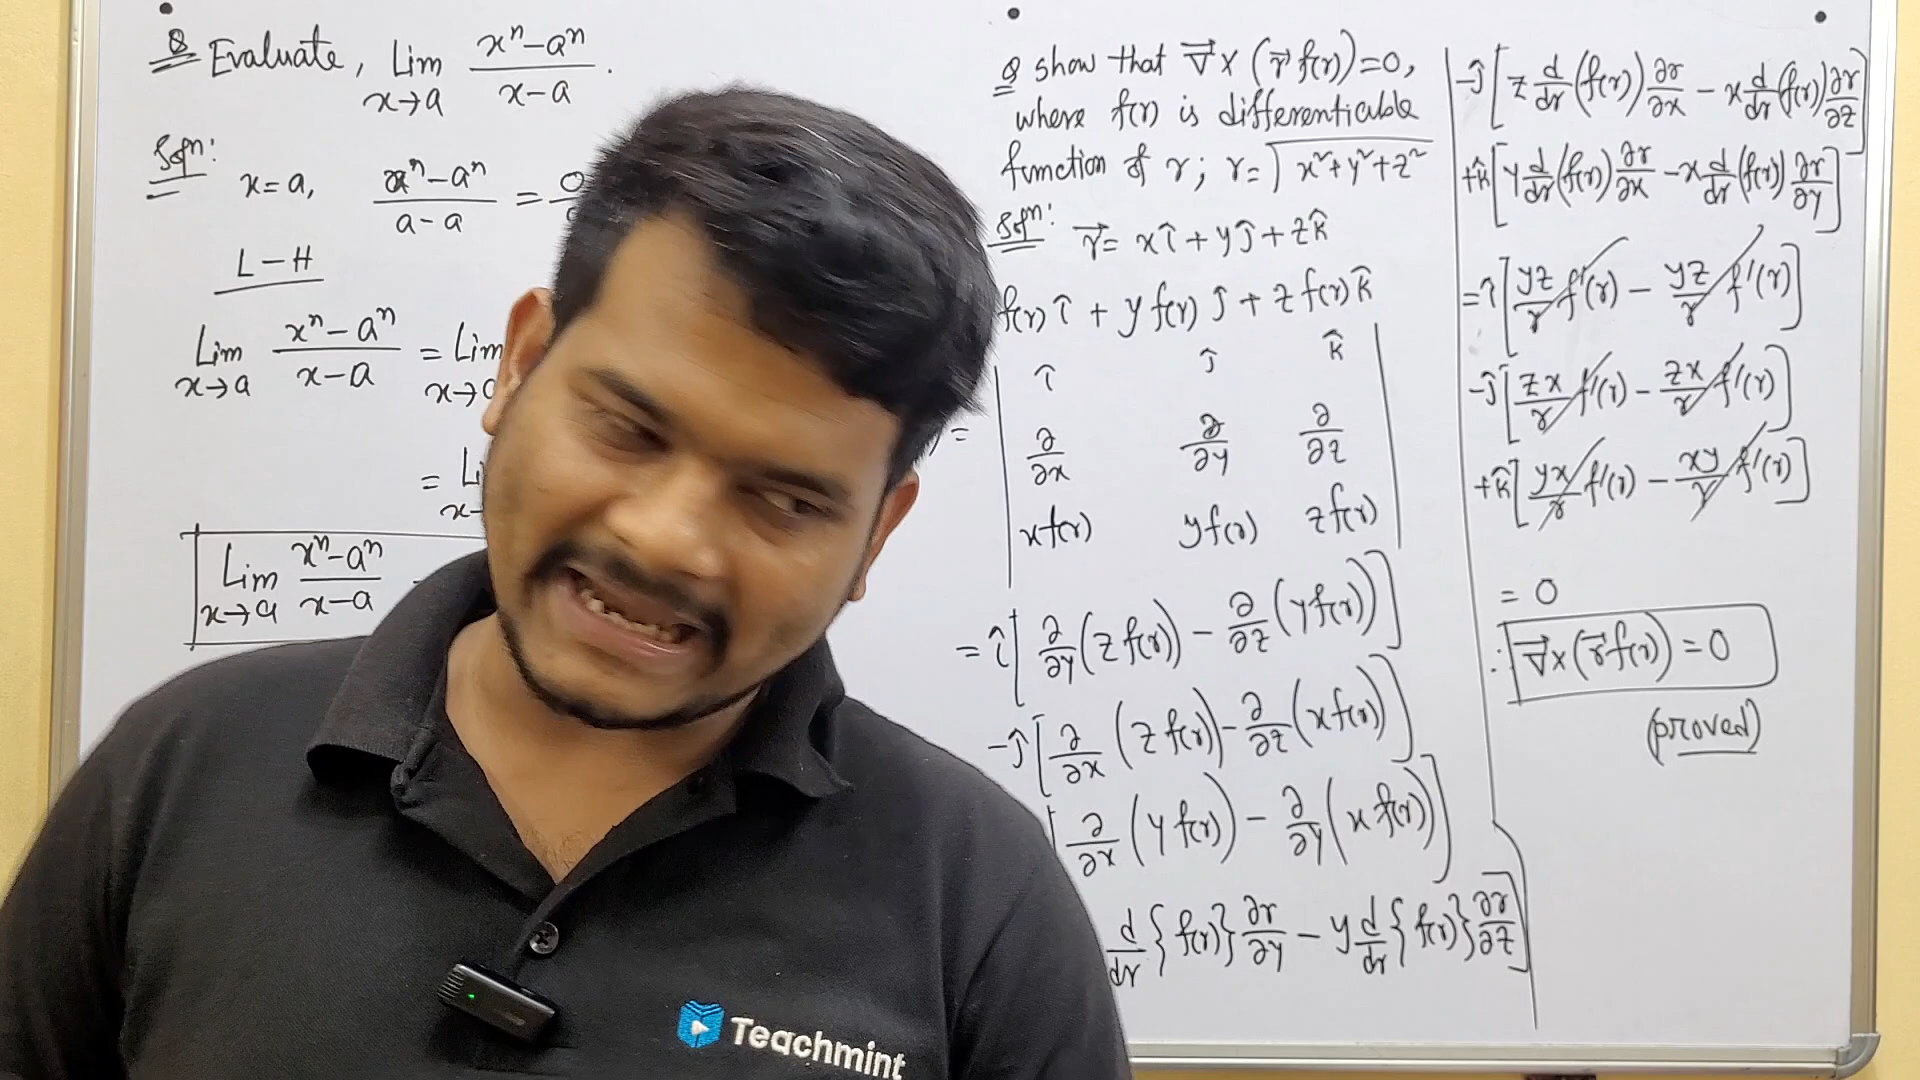 Q Evaluate, Lim x→a (xⁿ-aⁿ)/(x-a).
Solⁿ:
x=a, (aⁿ-aⁿ)/(a-a) = 0
L-H
Lim x→a (xⁿ-aⁿ)/(x-a) = Lim x→a
= Li x→
Lim x→a (xⁿ-aⁿ)/(x-a)
Q show that ∇⃗×(r⃗ f(r))=0,
where f(r) is differenticable
function of r; r=√(x²+y²+z²)
Solⁿ: r⃗= xî+yĵ+zk̂
f(r) î + y f(r) ĵ + z f(r) k̂
î ĵ k̂
= ∂/∂x ∂/∂y ∂/∂z
xf(r) yf(r) zf(r)
= î[∂/∂y(z f(r)) - ∂/∂z(y f(r))]
-ĵ[∂/∂x(z f(r)) - ∂/∂z(x f(r))]
∂/∂x(y f(r)) - ∂/∂y(x f(r))]
d/dr{f(r)}∂r/∂y - y d/dr{f(r)}∂r/∂z]
-ĵ[z d/dr(f(r))∂r/∂x - x d/dr(f(r))∂r/∂z]
+k̂[y d/dr(f(r))∂r/∂x - x d/dr(f(r))∂r/∂y]
=î[yz/r f'(r) - yz/r f'(r)]
-ĵ[zx/r f'(r) - zx/r f'(r)]
+k̂[yx/r f'(r) - xy/r f'(r)]
= 0
∴ ∇⃗×(r⃗f(r))=0
(proved)
Teachmint